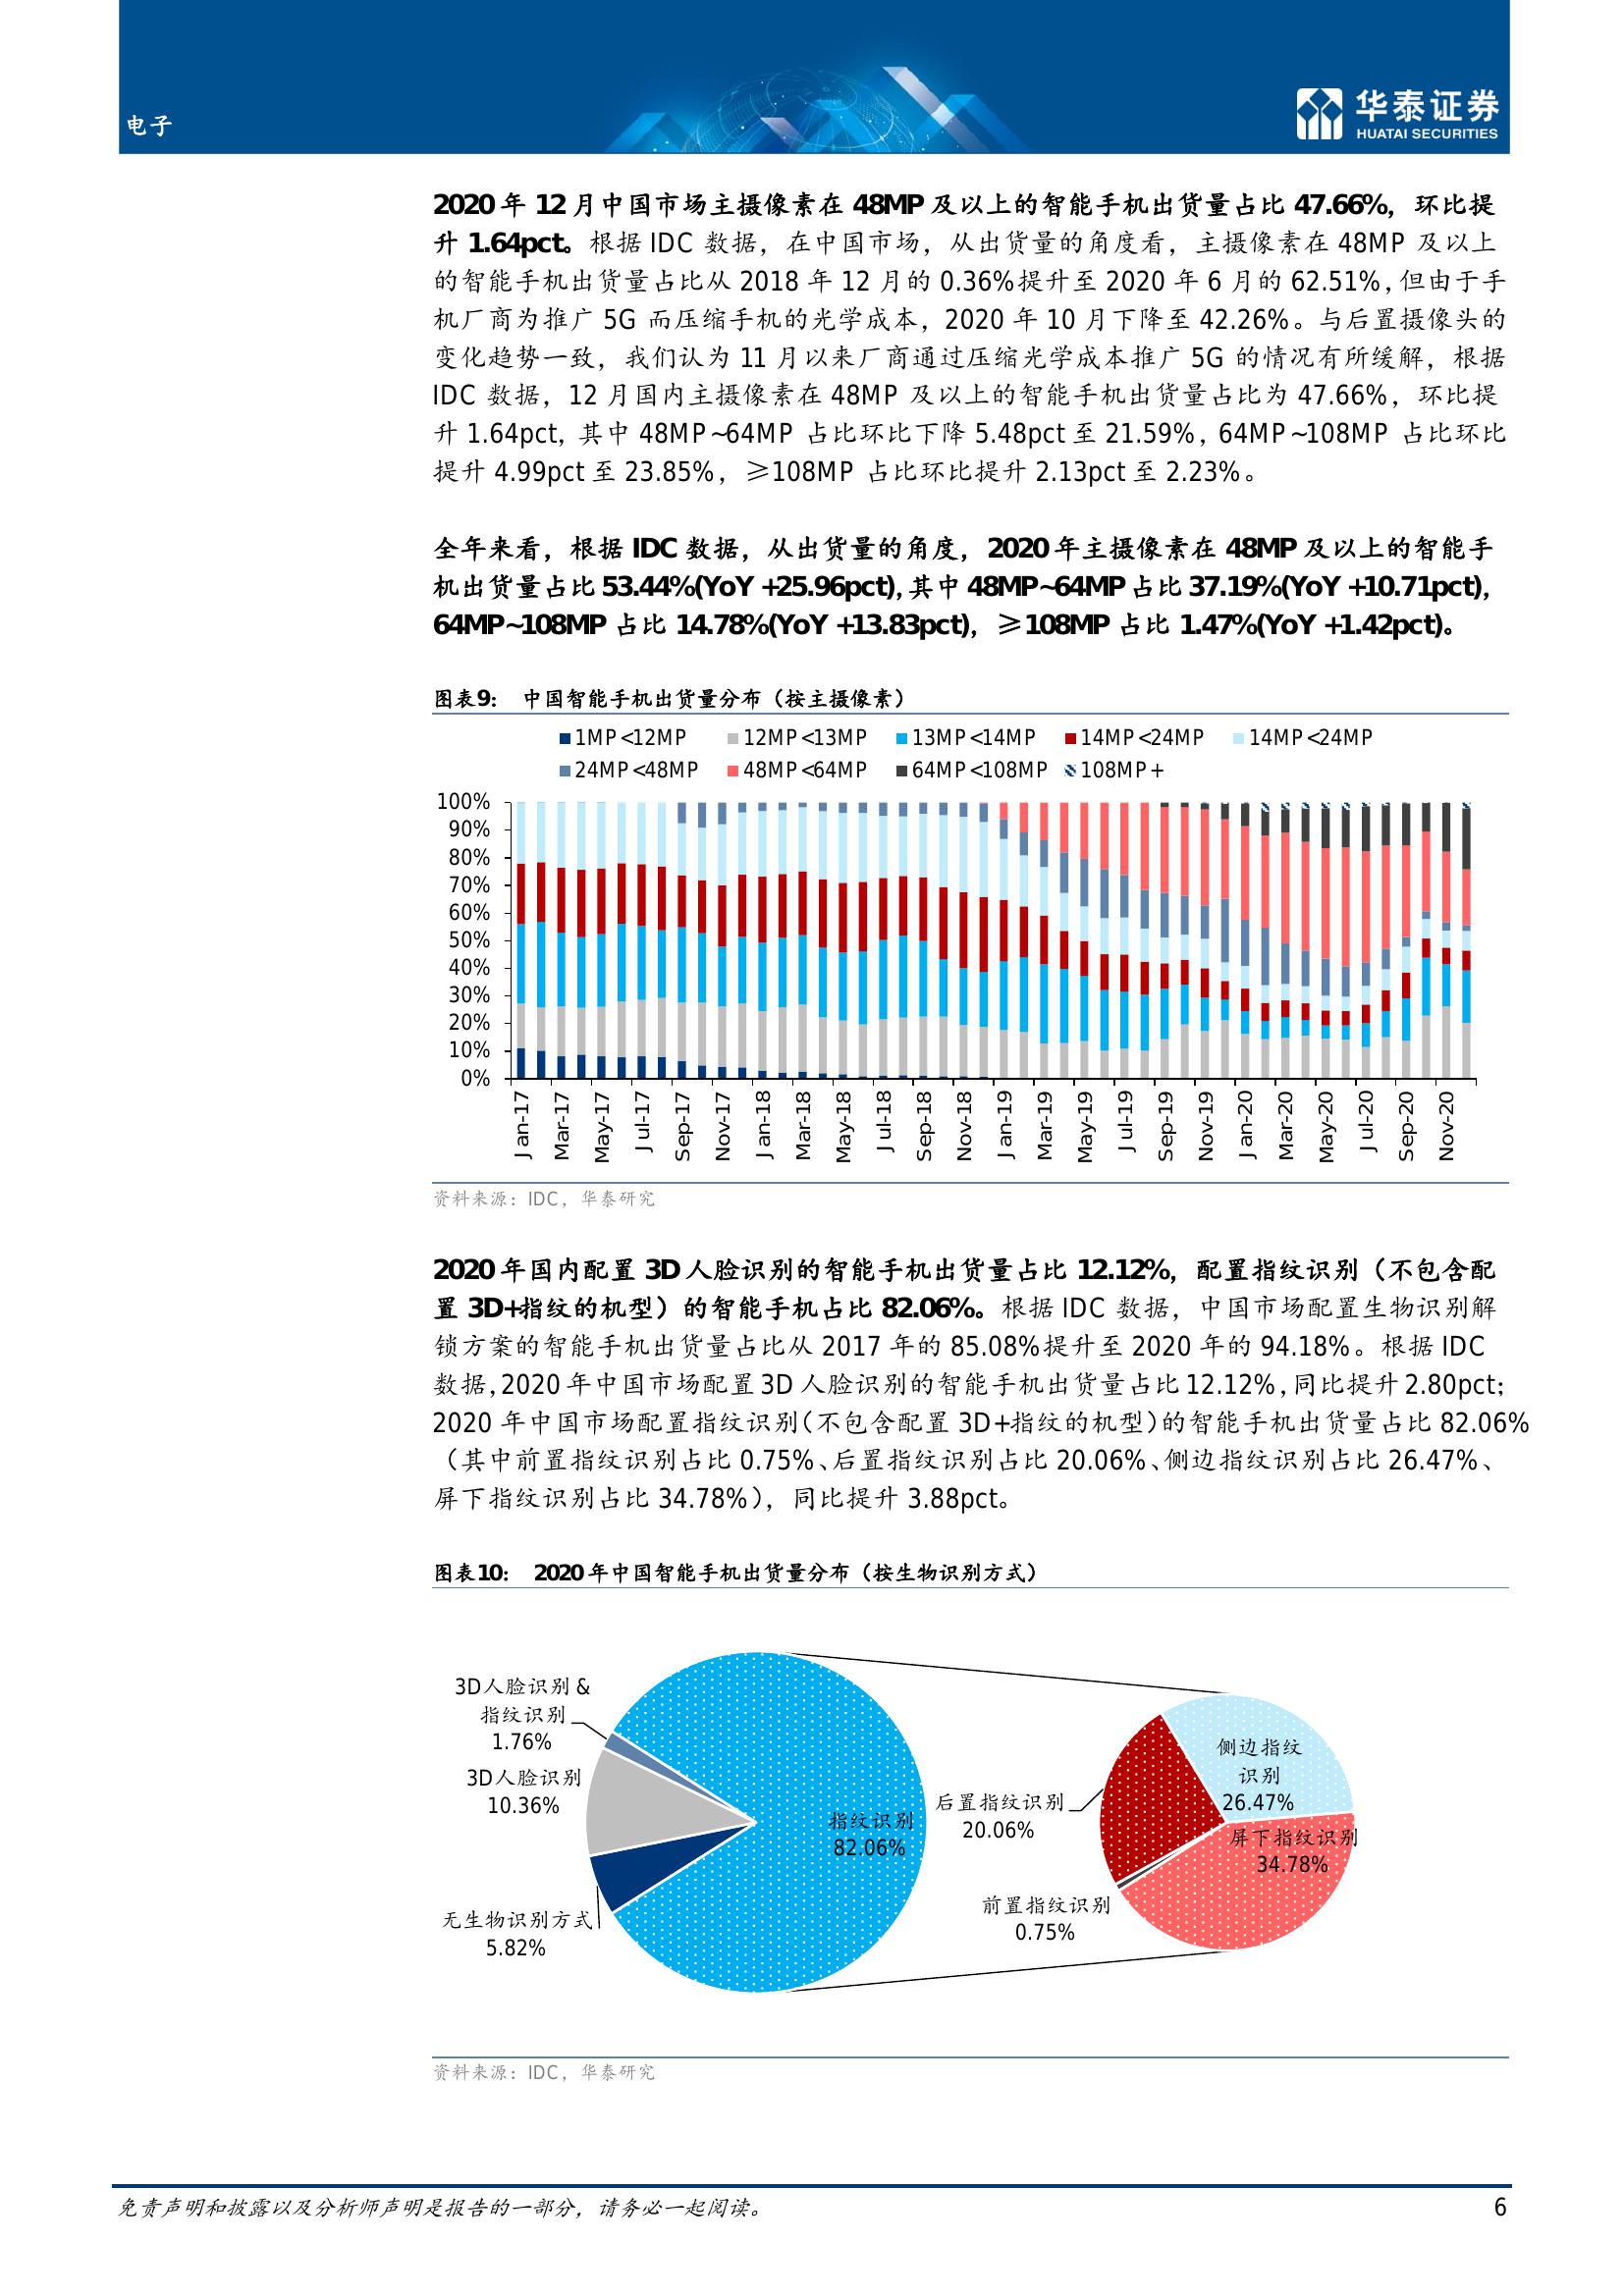 电子
华泰证券
HUATAI SECURITIES
2020 年 12 月中国市场主摄像素在 48MP 及以上的智能手机出货量占比 47.66%，环比提
升 1.64pct。根据 IDC 数据，在中国市场，从出货量的角度看，主摄像素在 48MP 及以上
的智能手机出货量占比从 2018 年 12 月的 0.36%提升至 2020 年 6 月的 62.51%，但由于手
机厂商为推广 5G 而压缩手机的光学成本，2020 年 10 月下降至 42.26%。与后置摄像头的
变化趋势一致，我们认为 11 月以来厂商通过压缩光学成本推广 5G 的情况有所缓解，根据
IDC 数据，12 月国内主摄像素在 48MP 及以上的智能手机出货量占比为 47.66%，环比提
升 1.64pct，其中 48MP~64MP 占比环比下降 5.48pct 至 21.59%，64MP~108MP 占比环比
提升 4.99pct 至 23.85%，≥108MP 占比环比提升 2.13pct 至 2.23%。
全年来看，根据 IDC 数据，从出货量的角度，2020 年主摄像素在 48MP 及以上的智能手
机出货量占比 53.44%(YoY +25.96pct)，其中 48MP~64MP 占比 37.19%(YoY +10.71pct)，
64MP~108MP 占比 14.78%(YoY +13.83pct)，≥108MP 占比 1.47%(YoY +1.42pct)。
图表9： 中国智能手机出货量分布（按主摄像素）
1MP<12MP 12MP<13MP 13MP<14MP 14MP<24MP 14MP<24MP
24MP<48MP 48MP<64MP 64MP<108MP 108MP+
100%
90%
80%
70%
60%
50%
40%
30%
20%
10%
0%
Jan-17 Mar-17 May-17 Jul-17 Sep-17 Nov-17 Jan-18 Mar-18 May-18 Jul-18 Sep-18 Nov-18 Jan-19 Mar-19 May-19 Jul-19 Sep-19 Nov-19 Jan-20 Mar-20 May-20 Jul-20 Sep-20 Nov-20
资料来源：IDC，华泰研究
2020 年国内配置 3D 人脸识别的智能手机出货量占比 12.12%，配置指纹识别（不包含配
置 3D+指纹的机型）的智能手机占比 82.06%。根据 IDC 数据，中国市场配置生物识别解
锁方案的智能手机出货量占比从 2017 年的 85.08%提升至 2020 年的 94.18%。根据 IDC
数据，2020 年中国市场配置 3D 人脸识别的智能手机出货量占比 12.12%，同比提升 2.80pct；
2020 年中国市场配置指纹识别（不包含配置 3D+指纹的机型）的智能手机出货量占比 82.06%
（其中前置指纹识别占比 0.75%、后置指纹识别占比 20.06%、侧边指纹识别占比 26.47%、
屏下指纹识别占比 34.78%），同比提升 3.88pct。
图表10： 2020 年中国智能手机出货量分布（按生物识别方式）
3D人脸识别&
指纹识别
1.76%
3D人脸识别
10.36%
无生物识别方式
5.82%
指纹识别
82.06%
后置指纹识别
20.06%
前置指纹识别
0.75%
侧边指纹
识别
26.47%
屏下指纹识别
34.78%
资料来源：IDC，华泰研究
免责声明和披露以及分析师声明是报告的一部分，请务必一起阅读。
6